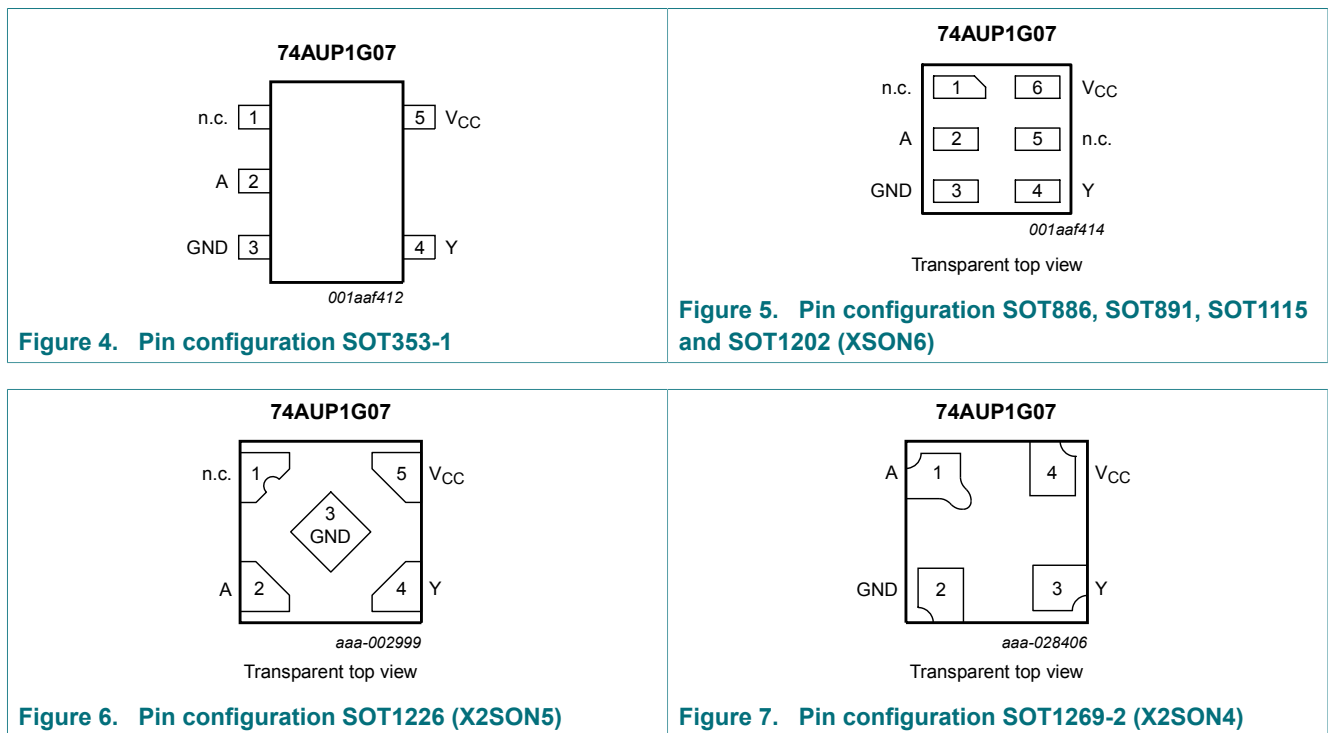 74AUP1G07
n.c. 1 5 VCC
A 2
GND 3 4 Y
001aaf412
Figure 4. Pin configuration SOT353-1
74AUP1G07
n.c. 1 6 VCC
A 2 5 n.c.
GND 3 4 Y
001aaf414
Transparent top view
Figure 5. Pin configuration SOT886, SOT891, SOT1115
and SOT1202 (XSON6)
74AUP1G07
n.c. 1 5 VCC
3
GND
A 2 4 Y
aaa-002999
Transparent top view
Figure 6. Pin configuration SOT1226 (X2SON5)
74AUP1G07
A 1 4 VCC
GND 2 3 Y
aaa-028406
Transparent top view
Figure 7. Pin configuration SOT1269-2 (X2SON4)